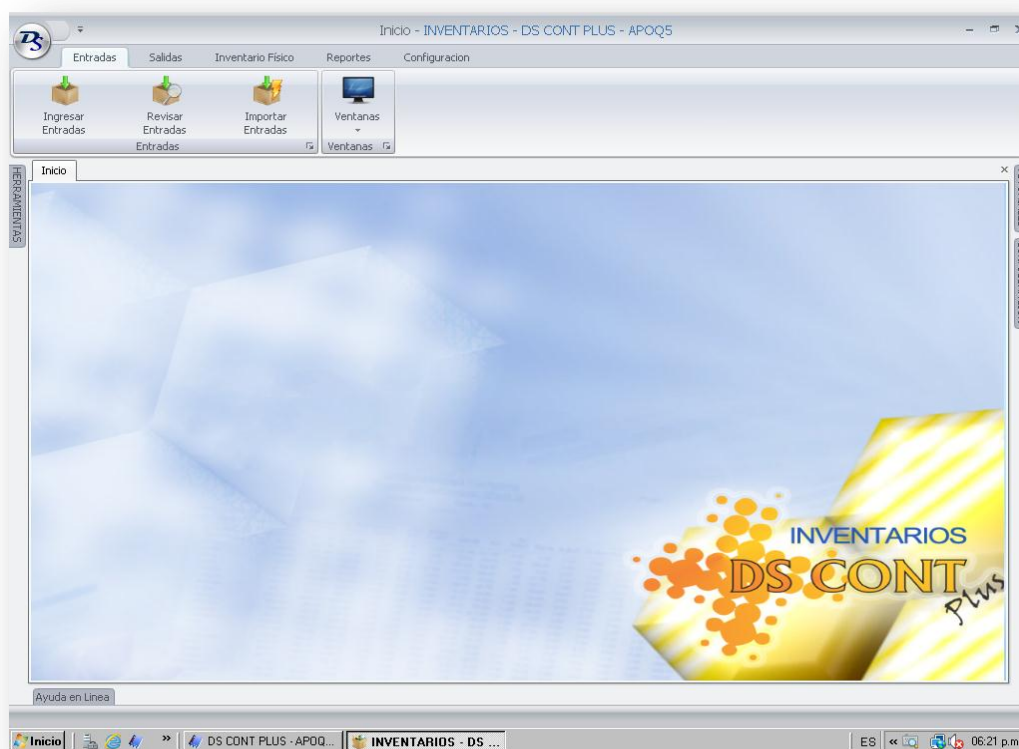 Inicio - INVENTARIOS - DS CONT PLUS - APOQ5
DS
Entradas Salidas Inventario Físico Reportes Configuracion
Ingresar Entradas
Revisar Entradas
Importar Entradas
Ventanas
Entradas
Ventanas
HERRAMIENTAS
Inicio
INVENTARIOS
DS CONT
Plus
Ayuda en Linea
Inicio
DS CONT PLUS - APOQ...
INVENTARIOS - DS ...
ES
06:21 p.m